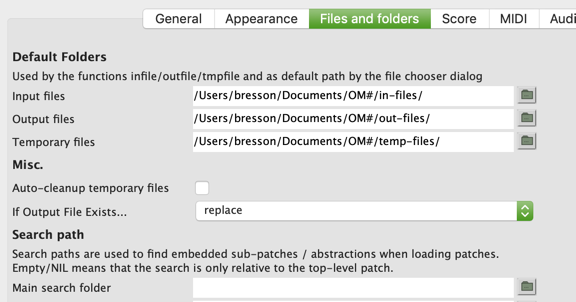 General Appearance Files and folders Score MIDI Audi
Default Folders
Used by the functions infile/outfile/tmpfile and as default path by the file chooser dialog
Input files /Users/bresson/Documents/OM#/in-files/
Output files /Users/bresson/Documents/OM#/out-files/
Temporary files /Users/bresson/Documents/OM#/temp-files/
Misc.
Auto-cleanup temporary files
If Output File Exists... replace
Search path
Search paths are used to find embedded sub-patches / abstractions when loading patches.
Empty/NIL means that the search is only relative to the top-level patch.
Main search folder